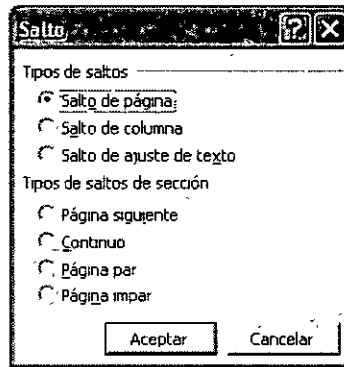 Salto
Tipos de saltos
Salto de página
Salto de columna
Salto de ajuste de texto
Tipos de saltos de sección
Página siguiente
Continuo
Página par
Página impar
Aceptar Cancelar